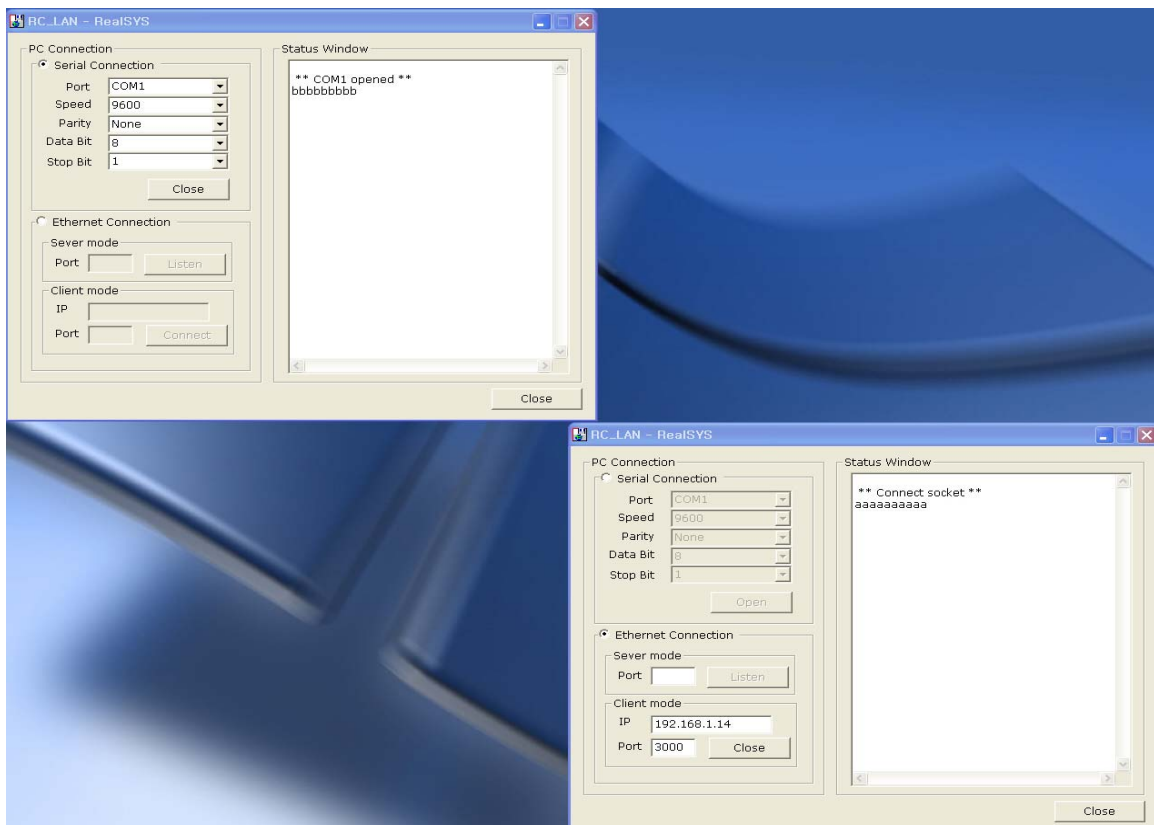 RC_LAN - RealSYS
PC Connection
Serial Connection
Port COM1
Speed 9600
Parity None
Data Bit 8
Stop Bit 1
Close
Ethernet Connection
Sever mode
Port Listen
Client mode
IP
Port Connect
Status Window
** COM1 opened **
bbbbbbbbb
Close
RC_LAN - RealSYS
PC Connection
Serial Connection
Port COM1
Speed 9600
Parity None
Data Bit 8
Stop Bit 1
Open
Ethernet Connection
Sever mode
Port Listen
Client mode
IP 192.168.1.14
Port 3000 Close
Status Window
** Connect socket **
aaaaaaaaaa
Close